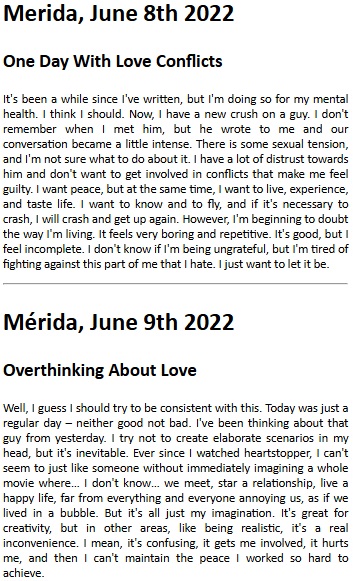 Merida, June 8th 2022
One Day With Love Conflicts
It's been a while since I've written, but I'm doing so for my mental
health. I think I should. Now, I have a new crush on a guy. I don't
remember when I met him, but he wrote to me and our
conversation became a little intense. There is some sexual tension,
and I'm not sure what to do about it. I have a lot of distrust towards
him and don't want to get involved in conflicts that make me feel
guilty. I want peace, but at the same time, I want to live, experience,
and taste life. I want to know and to fly, and if it's necessary to
crash, I will crash and get up again. However, I'm beginning to doubt
the way I'm living. It feels very boring and repetitive. It's good, but I
feel incomplete. I don't know if I'm being ungrateful, but I'm tired of
fighting against this part of me that I hate. I just want to let it be.
Mérida, June 9th 2022
Overthinking About Love
Well, I guess I should try to be consistent with this. Today was just a
regular day – neither good not bad. I've been thinking about that
guy from yesterday. I try not to create elaborate scenarios in my
head, but it's inevitable. Ever since I watched heartstopper, I can't
seem to just like someone without immediately imagining a whole
movie where... I don't know... we meet, star a relationship, live a
happy life, far from everything and everyone annoying us, as if we
lived in a bubble. But it's all just my imagination. It's great for
creativity, but in other areas, like being realistic, it's a real
inconvenience. I mean, it's confusing, it gets me involved, it hurts
me, and then I can't maintain the peace I worked so hard to
achieve.